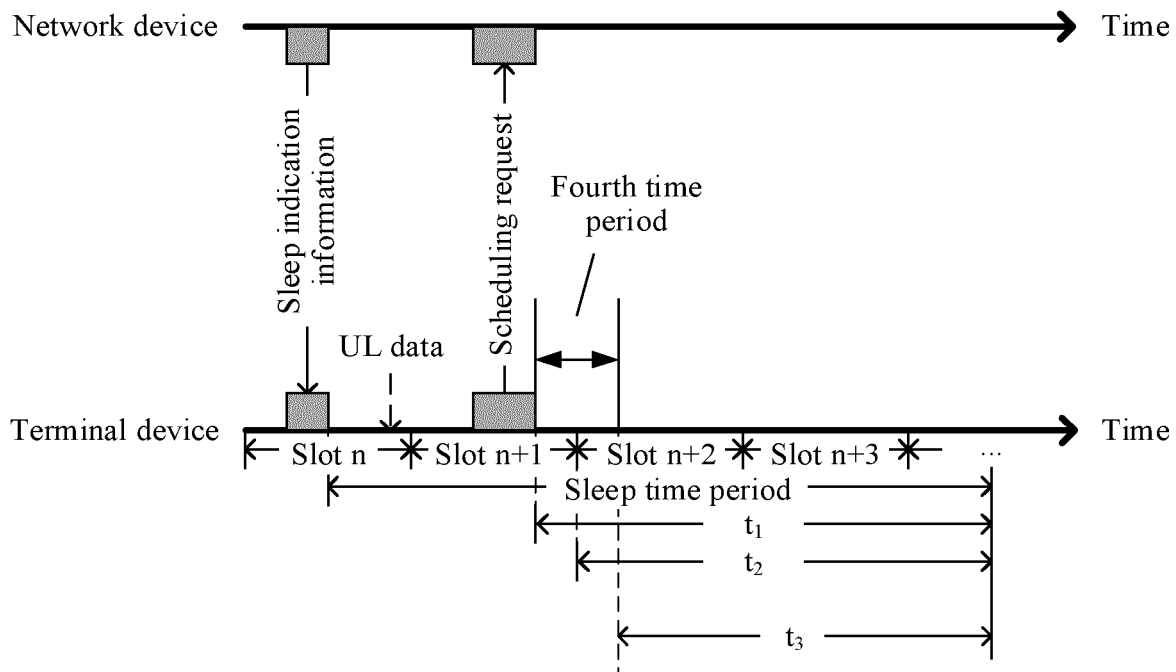 Network device
Time
Sleep indication
information
Scheduling request
Fourth time
period
UL data
Terminal device
Time
Slot n
Slot n+1
Slot n+2
Slot n+3
...
Sleep time period
t1
t2
t3